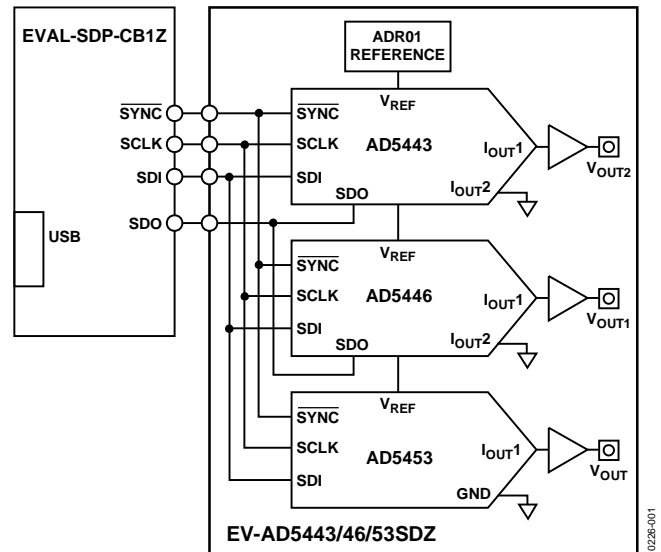 EVAL-SDP-CB1Z
SYNC
SCLK
SDI
SDO
USB
ADR01
REFERENCE
VREF
SYNC
SCLK
AD5443
IOUT1
SDI
IOUT2
SDO
VOUT2
VREF
SYNC
SCLK
AD5446
IOUT1
SDI
IOUT2
SDO
VOUT1
VREF
SYNC
SCLK
AD5453
IOUT1
SDI
GND
VOUT
EV-AD5443/46/53SDZ
0226-001